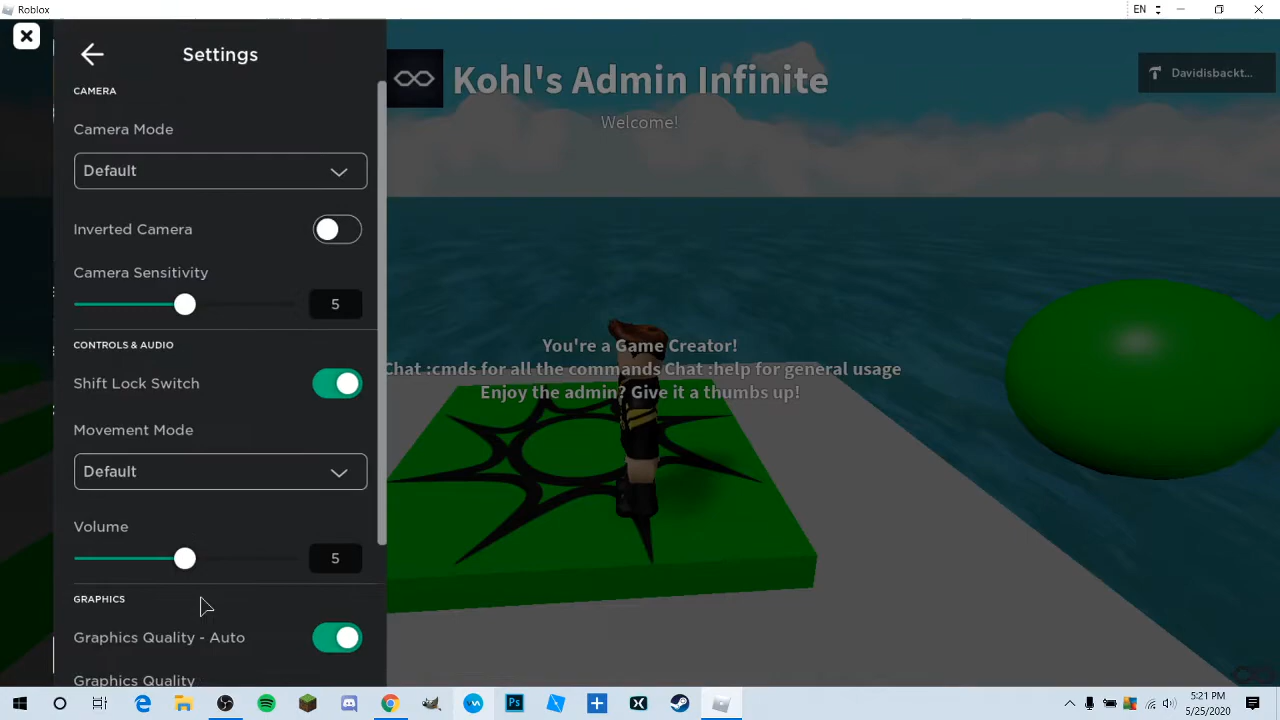 Roblox
EN
Settings
CAMERA
Camera Mode
Default
Inverted Camera
Camera Sensitivity
5
CONTROLS & AUDIO
Shift Lock Switch
Movement Mode
Default
Volume
5
GRAPHICS
Graphics Quality - Auto
Graphics Quality
Kohl's Admin Infinite
Welcome!
Davidisbackt...
You're a Game Creator!
Chat :cmds for all the commands Chat :help for general usage
Enjoy the admin? Give it a thumbs up!
Ps
5:21 PM
5/25/2020